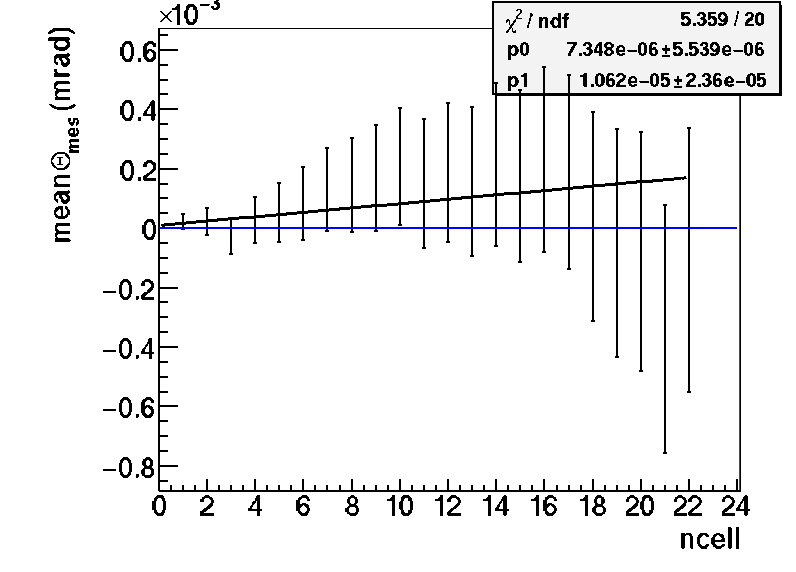 ×10⁻³
χ² / ndf 5.359 / 20
p0 7.348e−06 ± 5.539e−06
p1 1.062e−05 ± 2.36e−05
mean Θmes (mrad)
0.6
0.4
0.2
0
−0.2
−0.4
−0.6
−0.8
0 2 4 6 8 10 12 14 16 18 20 22 24
ncell